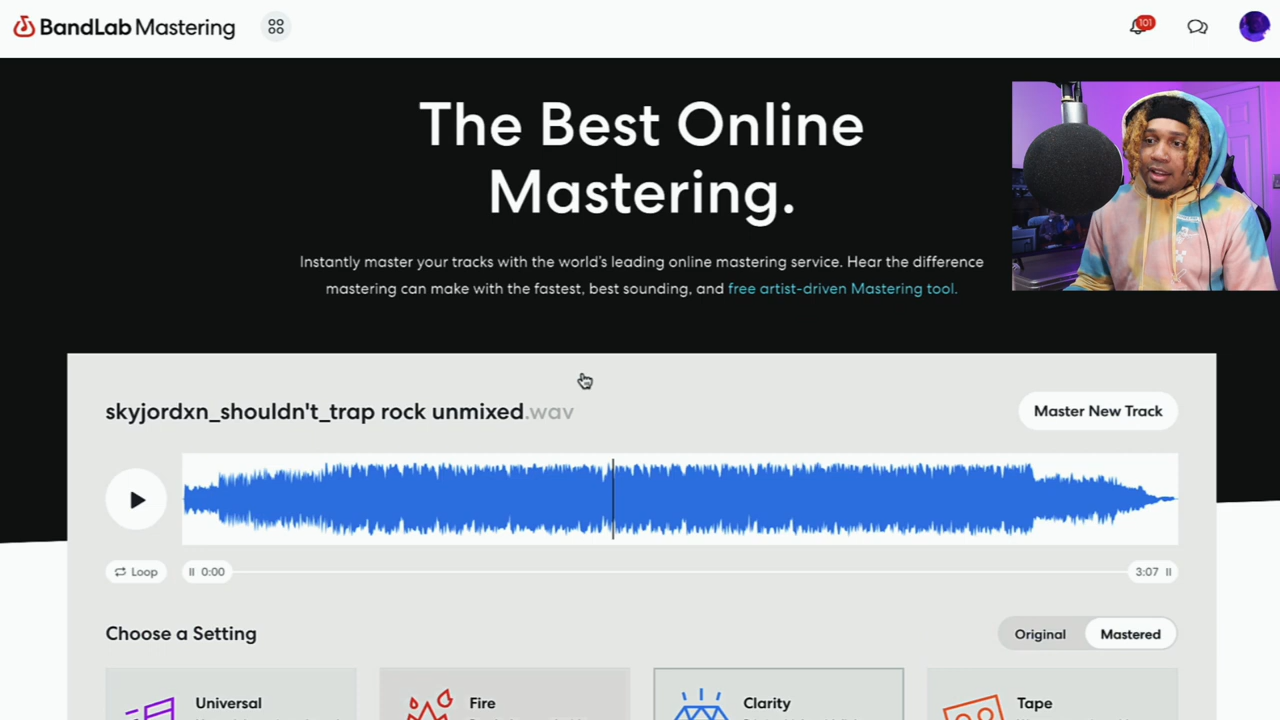 BandLab Mastering
101
The Best Online
Mastering.
Instantly master your tracks with the world's leading online mastering service. Hear the difference
mastering can make with the fastest, best sounding, and free artist-driven Mastering tool.
skyjordxn_shouldn't_trap rock unmixed.wav
Master New Track
Loop
0:00
3:07
Choose a Setting
Original
Mastered
Universal
Fire
Clarity
Tape